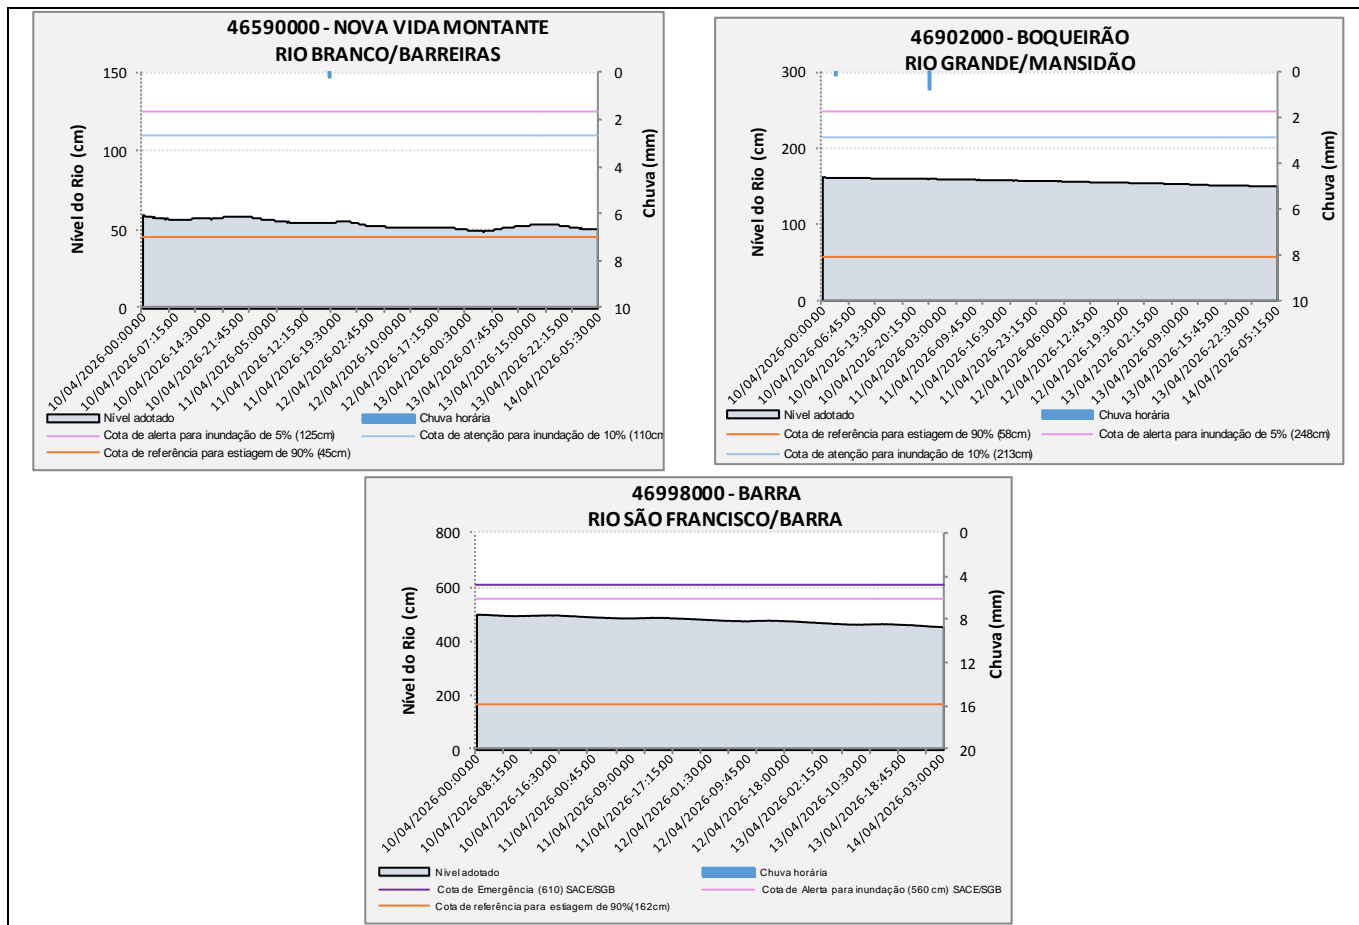 46590000 - NOVA VIDA MONTANTE
RIO BRANCO/BARREIRAS
150
100
50
0
Nível do Rio (cm)
0
2
4
6
8
10
Chuva (mm)
10/04/2026-00:00:00
10/04/2026-07:15:00
10/04/2026-14:30:00
10/04/2026-21:45:00
11/04/2026-05:00:00
11/04/2026-12:15:00
11/04/2026-19:30:00
12/04/2026-02:45:00
12/04/2026-10:00:00
12/04/2026-17:15:00
13/04/2026-00:30:00
13/04/2026-07:45:00
13/04/2026-15:00:00
13/04/2026-22:15:00
14/04/2026-05:30:00
Nível adotado
Chuva horária
Cota de alerta para inundação de 5% (125cm)
Cota de atenção para inundação de 10% (110cm
Cota de referência para estiagem de 90% (45cm)
46902000 - BOQUEIRÃO
RIO GRANDE/MANSIDÃO
300
200
100
0
Nível do Rio (cm)
0
2
4
6
8
10
Chuva (mm)
10/04/2026-00:00:00
10/04/2026-06:45:00
10/04/2026-13:30:00
10/04/2026-20:15:00
11/04/2026-03:00:00
11/04/2026-09:45:00
11/04/2026-16:30:00
11/04/2026-23:15:00
12/04/2026-06:00:00
12/04/2026-12:45:00
12/04/2026-19:30:00
13/04/2026-02:15:00
13/04/2026-09:00:00
13/04/2026-15:45:00
13/04/2026-22:30:00
14/04/2026-05:15:00
Nível adotado
Chuva horária
Cota de referência para estiagem de 90% (58cm)
Cota de alerta para inundação de 5% (248cm)
Cota de atenção para inundação de 10% (213cm)
46998000 - BARRA
RIO SÃO FRANCISCO/BARRA
800
600
400
200
0
Nível do Rio (cm)
0
4
8
12
16
20
Chuva (mm)
10/04/2026-00:00:00
10/04/2026-08:15:00
10/04/2026-16:30:00
11/04/2026-00:45:00
11/04/2026-09:00:00
11/04/2026-17:15:00
12/04/2026-01:30:00
12/04/2026-09:45:00
12/04/2026-18:00:00
13/04/2026-02:15:00
13/04/2026-10:30:00
13/04/2026-18:45:00
14/04/2026-03:00:00
Nível adotado
Chuva horária
Cota de Emergência (610) SACE/SGB
Cota de Alerta para inundação (560 cm) SACE/SGB
Cota de referência para estiagem de 90%(162cm)